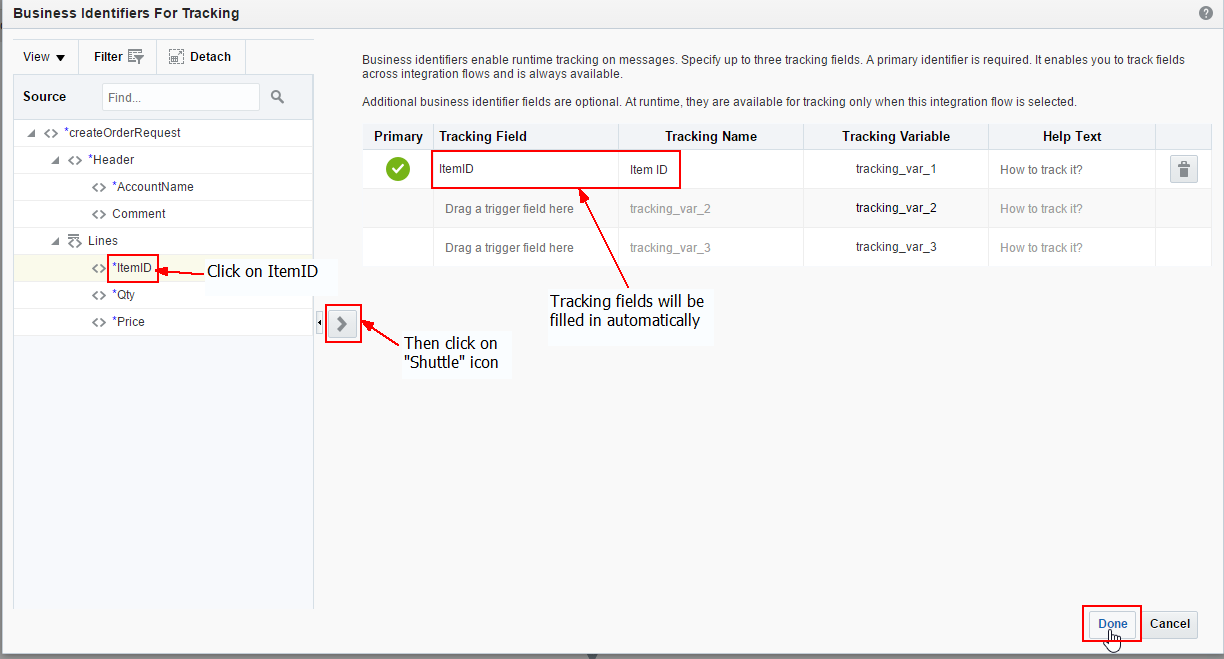 Business Identifiers For Tracking
View
Filter
Detach
Source
Find...
*createOrderRequest
*Header
*AccountName
Comment
Lines
*ItemID
*Qty
*Price
Click on ItemID
Then click on
"Shuttle" icon
Business identifiers enable runtime tracking on messages. Specify up to three tracking fields. A primary identifier is required. It enables you to track fields
across integration flows and is always available.
Additional business identifier fields are optional. At runtime, they are available for tracking only when this integration flow is selected.
Primary Tracking Field Tracking Name Tracking Variable Help Text
ItemID Item ID tracking_var_1 How to track it?
Drag a trigger field here tracking_var_2 tracking_var_2 How to track it?
Drag a trigger field here tracking_var_3 tracking_var_3 How to track it?
Tracking fields will be
filled in automatically
Done Cancel